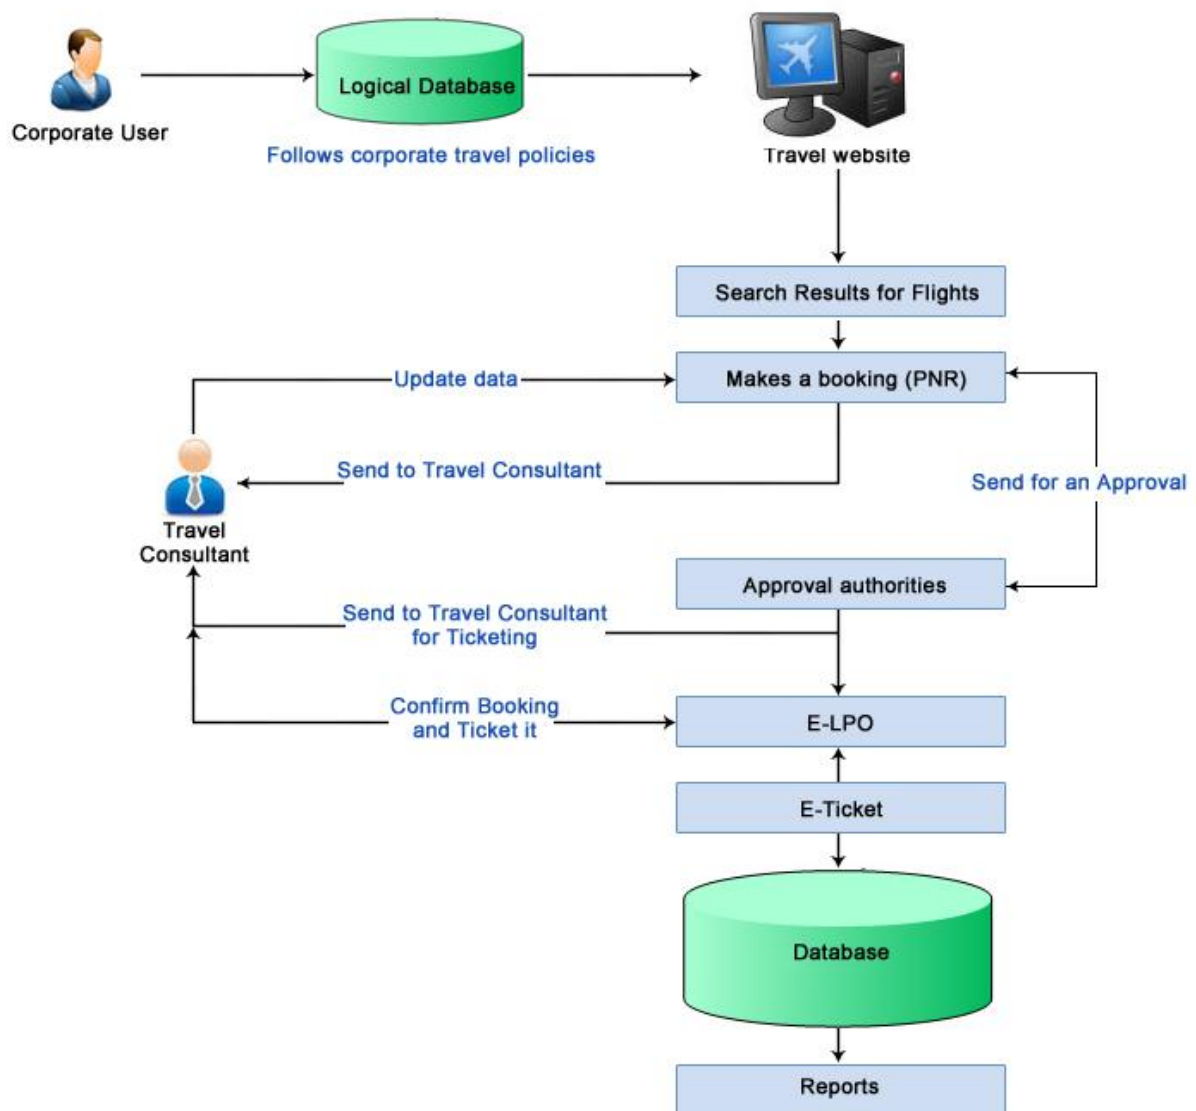 Logical Database
Corporate User
Follows corporate travel policies
Travel website
Search Results for Flights
Update data
Makes a booking (PNR)
Send to Travel Consultant
Send for an Approval
Travel
Consultant
Approval authorities
Send to Travel Consultant
for Ticketing
Confirm Booking
and Ticket it
E-LPO
E-Ticket
Database
Reports